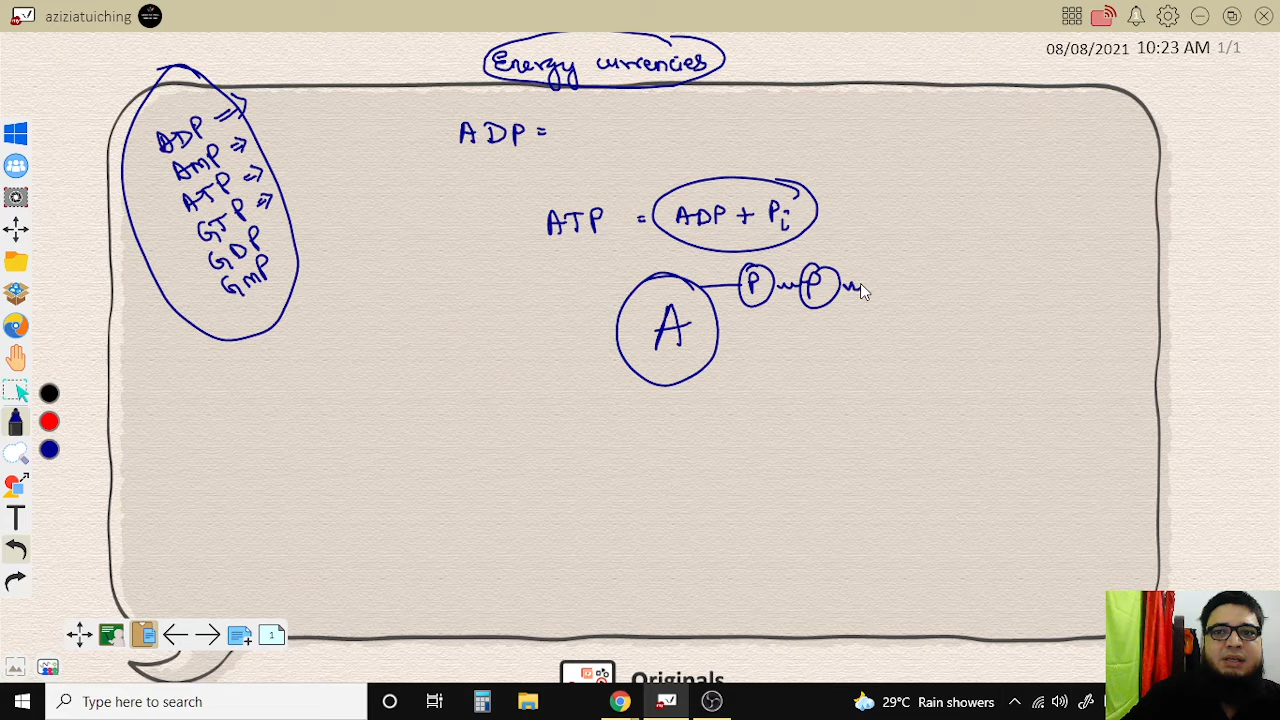 aziziatuiching
08/08/2021 10:23 AM 1/1
Energy currencies
ADP =>
AMP =>
ATP =>
GTP =>
GDP
GMP
ADP =
ATP = ADP + Pi
A P P
T
1
Originals
Type here to search
29°C Rain showers